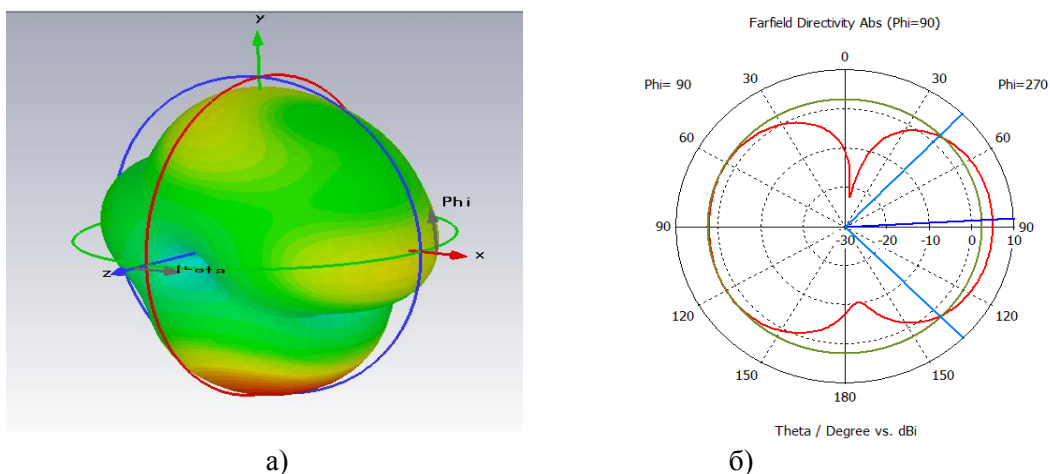 y
Phi
x
z
а)
Farfield Directivity Abs (Phi=90)
0
30 30
Phi= 90 Phi=270
60 60
90 -30 -20 -10 0 10 90
120 120
150 150
180
Theta / Degree vs. dBi
б)